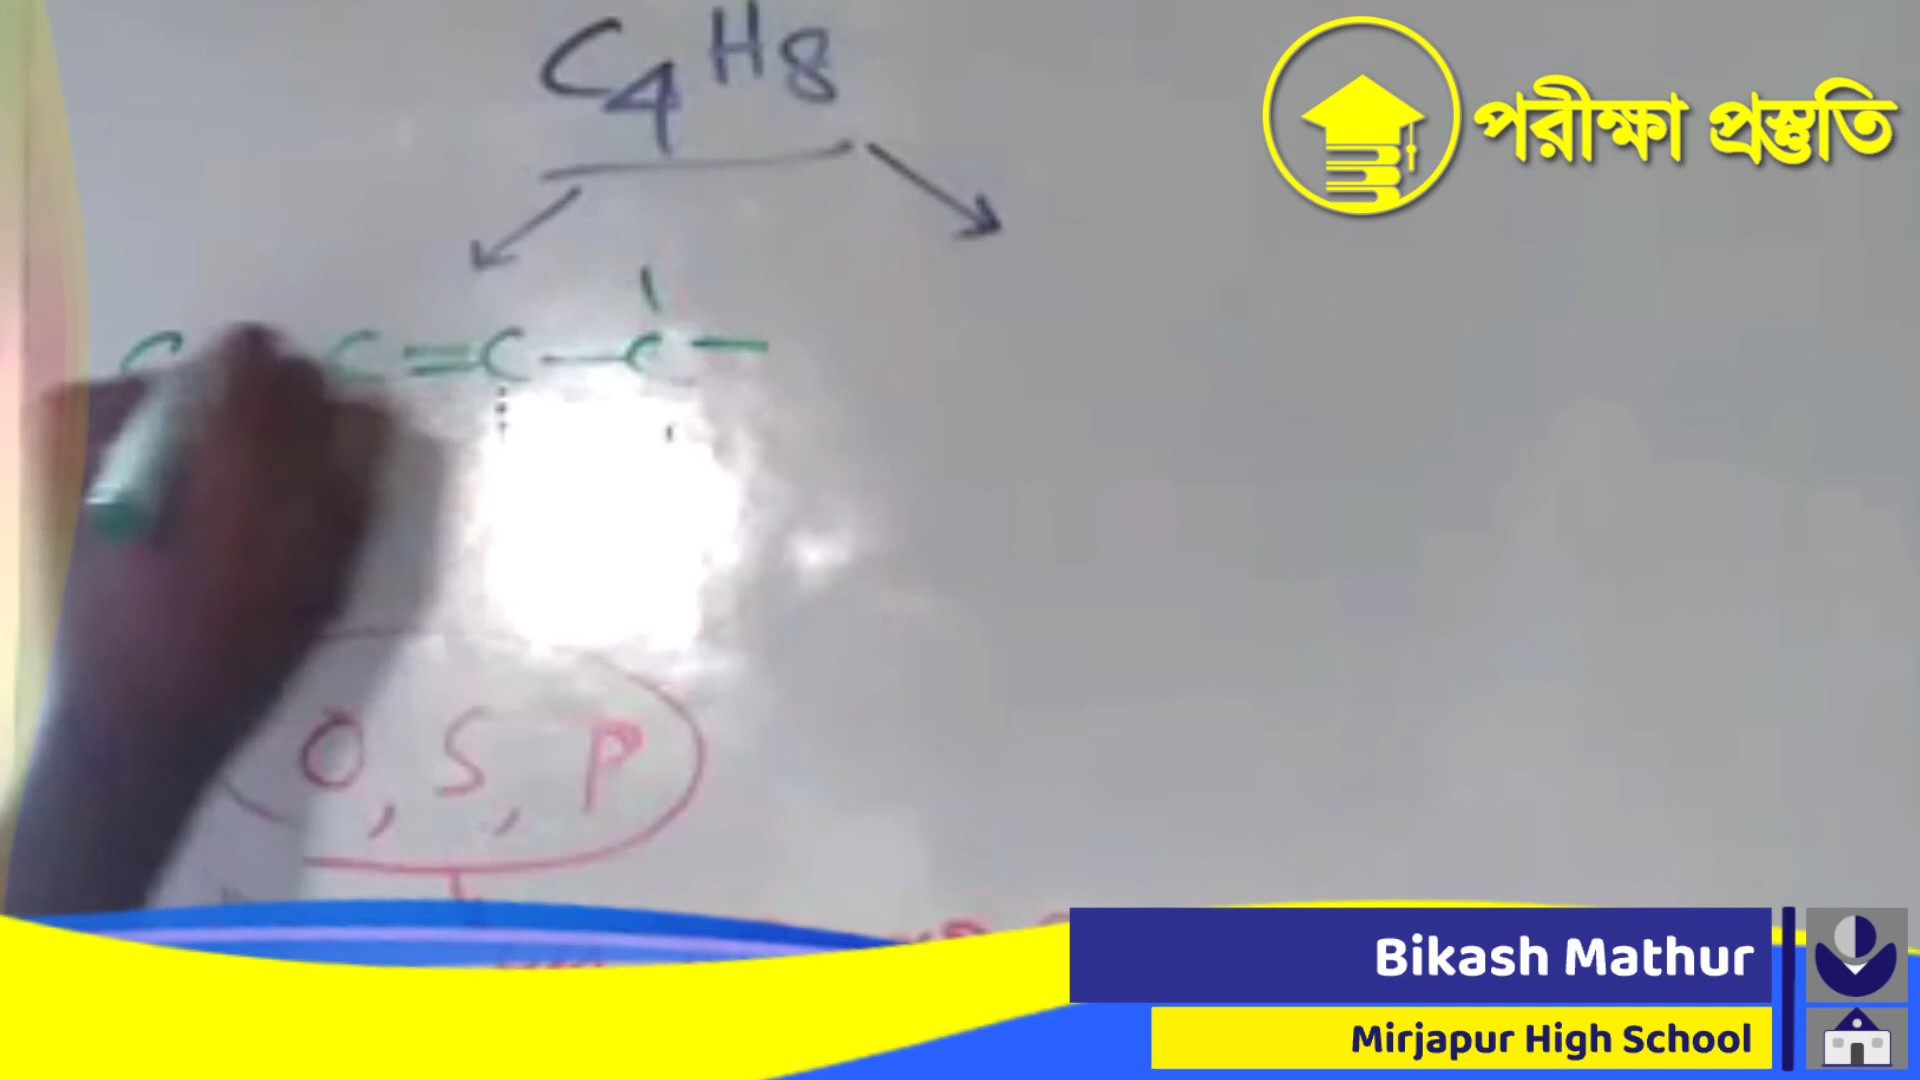 C4H8
পরীক্ষা প্রস্তুতি
C C=C—C—
O, S, P
Bikash Mathur
Mirjapur High School